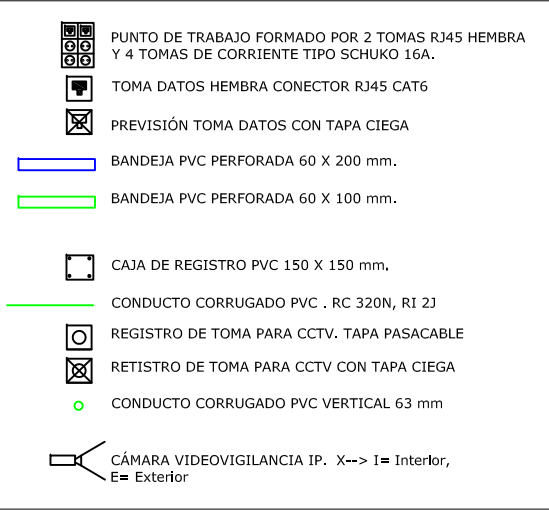 PUNTO DE TRABAJO FORMADO POR 2 TOMAS RJ45 HEMBRA
Y 4 TOMAS DE CORRIENTE TIPO SCHUKO 16A.
TOMA DATOS HEMBRA CONECTOR RJ45 CAT6
PREVISIÓN TOMA DATOS CON TAPA CIEGA
BANDEJA PVC PERFORADA 60 X 200 mm.
BANDEJA PVC PERFORADA 60 X 100 mm.
CAJA DE REGISTRO PVC 150 X 150 mm.
CONDUCTO CORRUGADO PVC . RC 320N, RI 2J
REGISTRO DE TOMA PARA CCTV. TAPA PASACABLE
RETISTRO DE TOMA PARA CCTV CON TAPA CIEGA
CONDUCTO CORRUGADO PVC VERTICAL 63 mm
CÁMARA VIDEOVIGILANCIA IP. X--> I= Interior,
E= Exterior